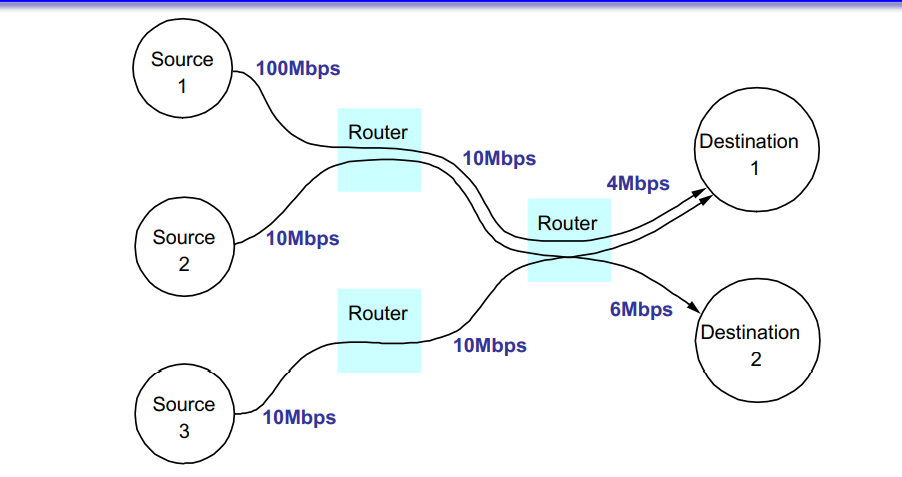 Source
1
100Mbps
Router
10Mbps
Destination
1
4Mbps
Router
Source
2
10Mbps
Router
6Mbps
Destination
2
10Mbps
Source
3
10Mbps